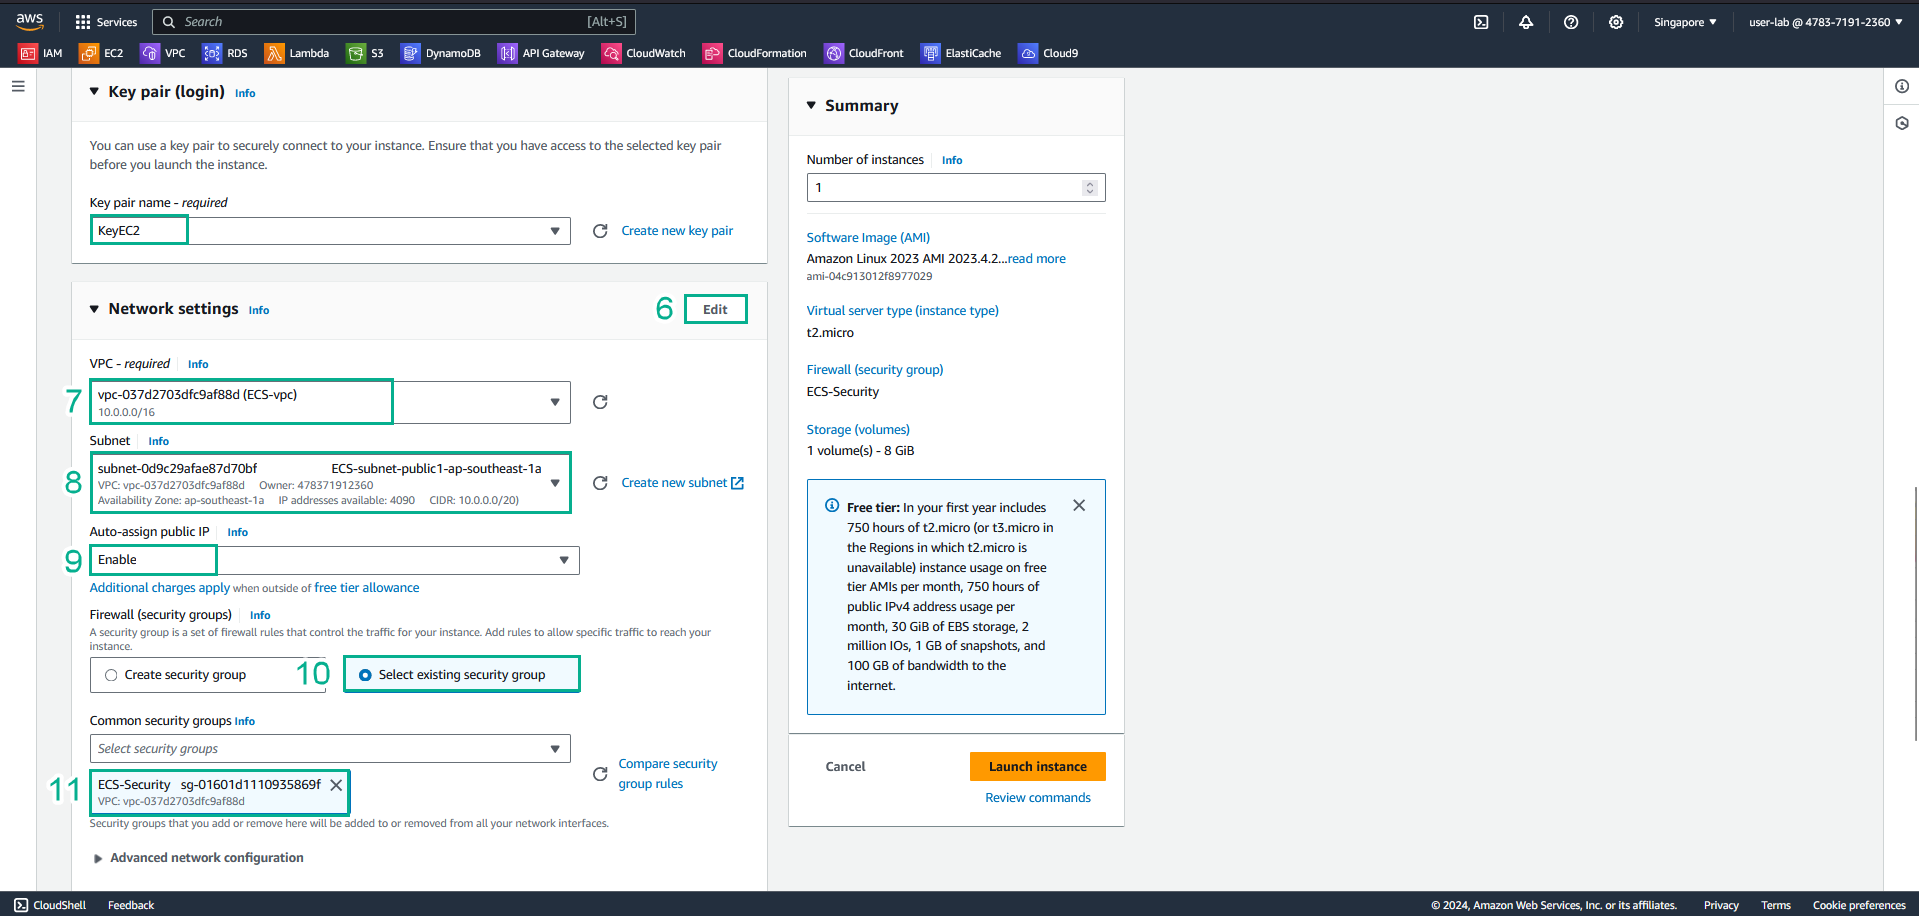 aws
Services
Search
[Alt+S]
Singapore
user-lab @ 4783-7191-2360
IAM
EC2
VPC
RDS
Lambda
S3
DynamoDB
API Gateway
CloudWatch
CloudFormation
CloudFront
ElastiCache
Cloud9
Key pair (login) Info
You can use a key pair to securely connect to your instance. Ensure that you have access to the selected key pair
before you launch the instance.
Key pair name - required
KeyEC2
Create new key pair
Network settings Info
6
Edit
VPC - required Info
7
vpc-037d2703dfc9af88d (ECS-vpc)
10.0.0.0/16
Subnet Info
8
subnet-0d9c29afae87d70bf ECS-subnet-public1-ap-southeast-1a
VPC: vpc-037d2703dfc9af88d Owner: 478371912360
Availability Zone: ap-southeast-1a IP addresses available: 4090 CIDR: 10.0.0.0/20)
Create new subnet
Auto-assign public IP Info
9
Enable
Additional charges apply when outside of free tier allowance
Firewall (security groups) Info
A security group is a set of firewall rules that control the traffic for your instance. Add rules to allow specific traffic to reach your
instance.
Create security group
10
Select existing security group
Common security groups Info
Select security groups
11
ECS-Security sg-01601d1110935869f
VPC: vpc-037d2703dfc9af88d
Compare security
group rules
Security groups that you add or remove here will be added to or removed from all your network interfaces.
Advanced network configuration
Summary
Number of instances Info
1
Software Image (AMI)
Amazon Linux 2023 AMI 2023.4.2...read more
ami-04c913012f8977029
Virtual server type (instance type)
t2.micro
Firewall (security group)
ECS-Security
Storage (volumes)
1 volume(s) - 8 GiB
Free tier: In your first year includes
750 hours of t2.micro (or t3.micro in
the Regions in which t2.micro is
unavailable) instance usage on free
tier AMIs per month, 750 hours of
public IPv4 address usage per
month, 30 GiB of EBS storage, 2
million IOs, 1 GB of snapshots, and
100 GB of bandwidth to the
internet.
Cancel
Launch instance
Review commands
CloudShell
Feedback
© 2024, Amazon Web Services, Inc. or its affiliates.
Privacy
Terms
Cookie preferences